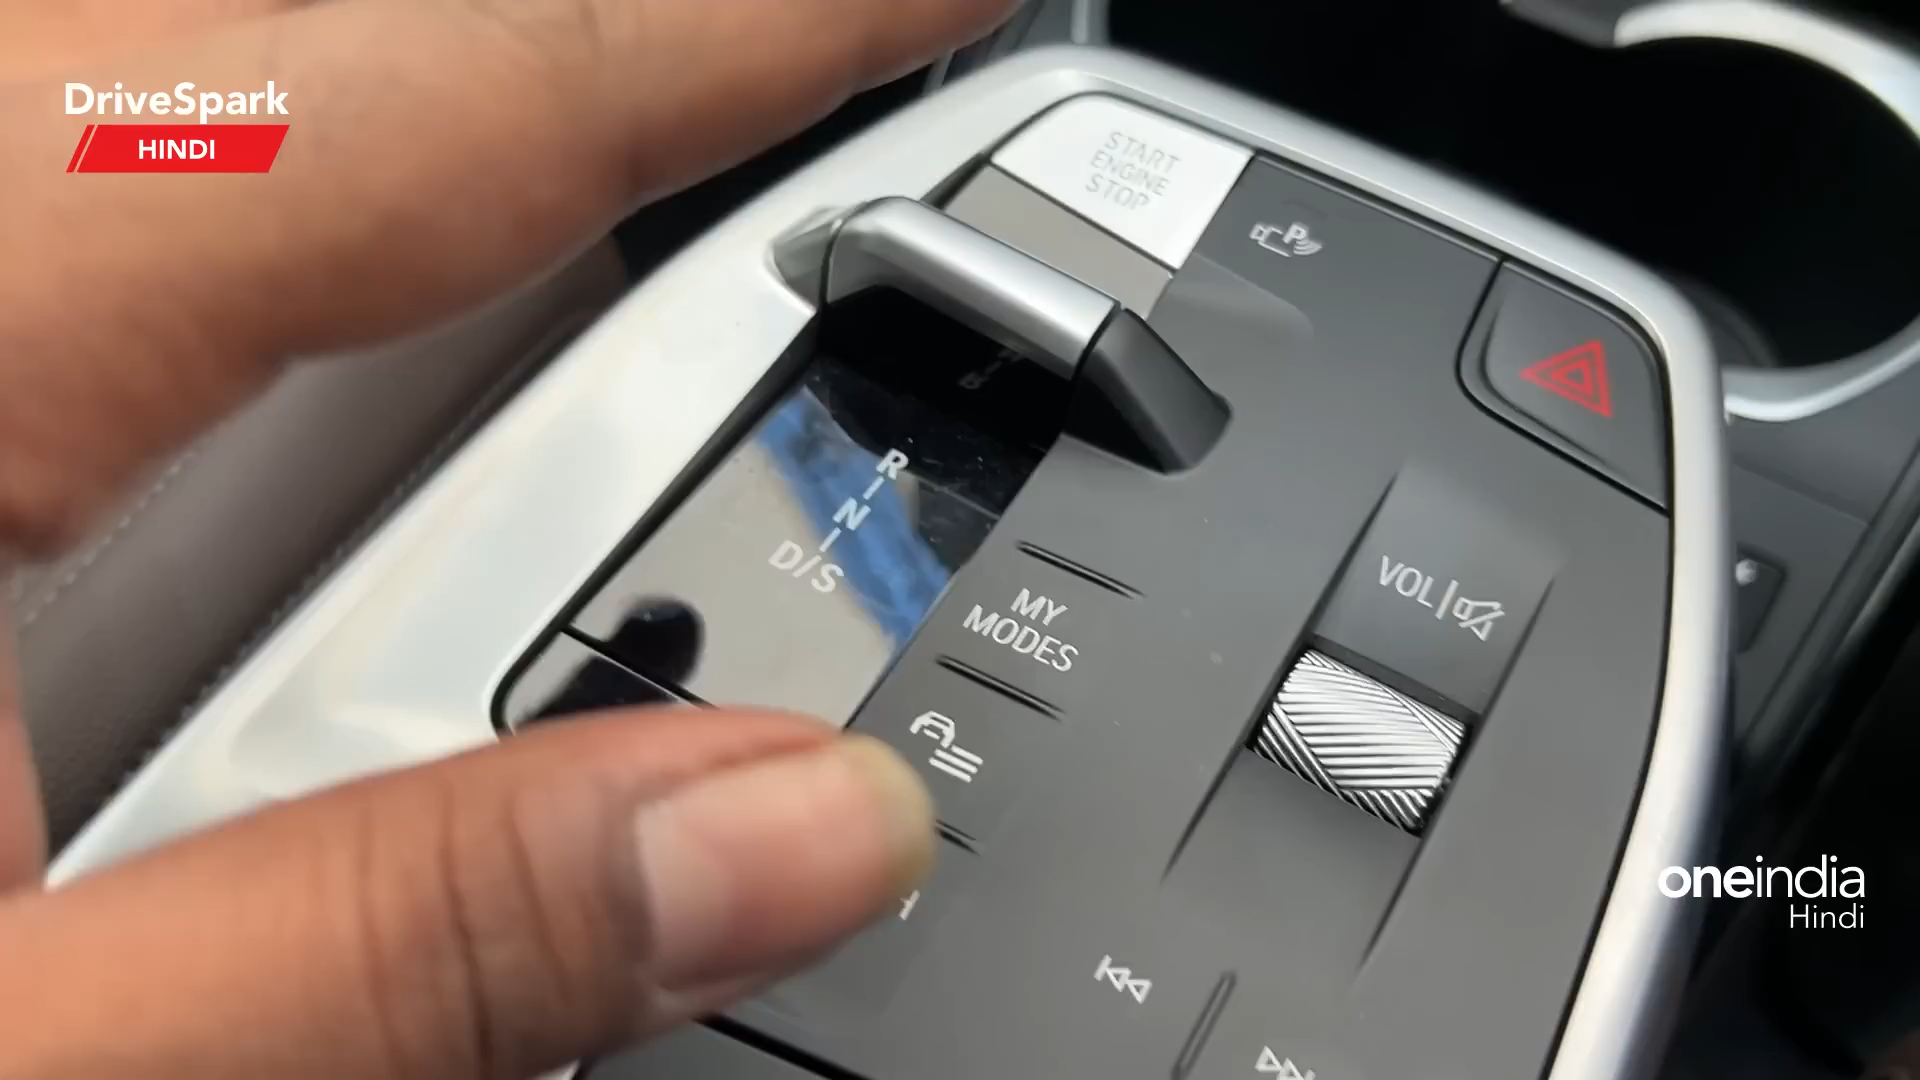 DriveSpark
HINDI
START
ENGINE
STOP
P
R
N
D/S
MY
MODES
VOL
oneindia
Hindi